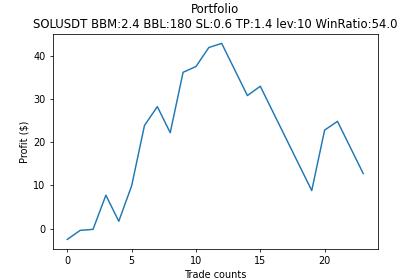 Portfolio
SOLUSDT BBM:2.4 BBL:180 SL:0.6 TP:1.4 lev:10 WinRatio:54.0
40
30
20
10
0
Profit ($)
0 5 10 15 20
Trade counts